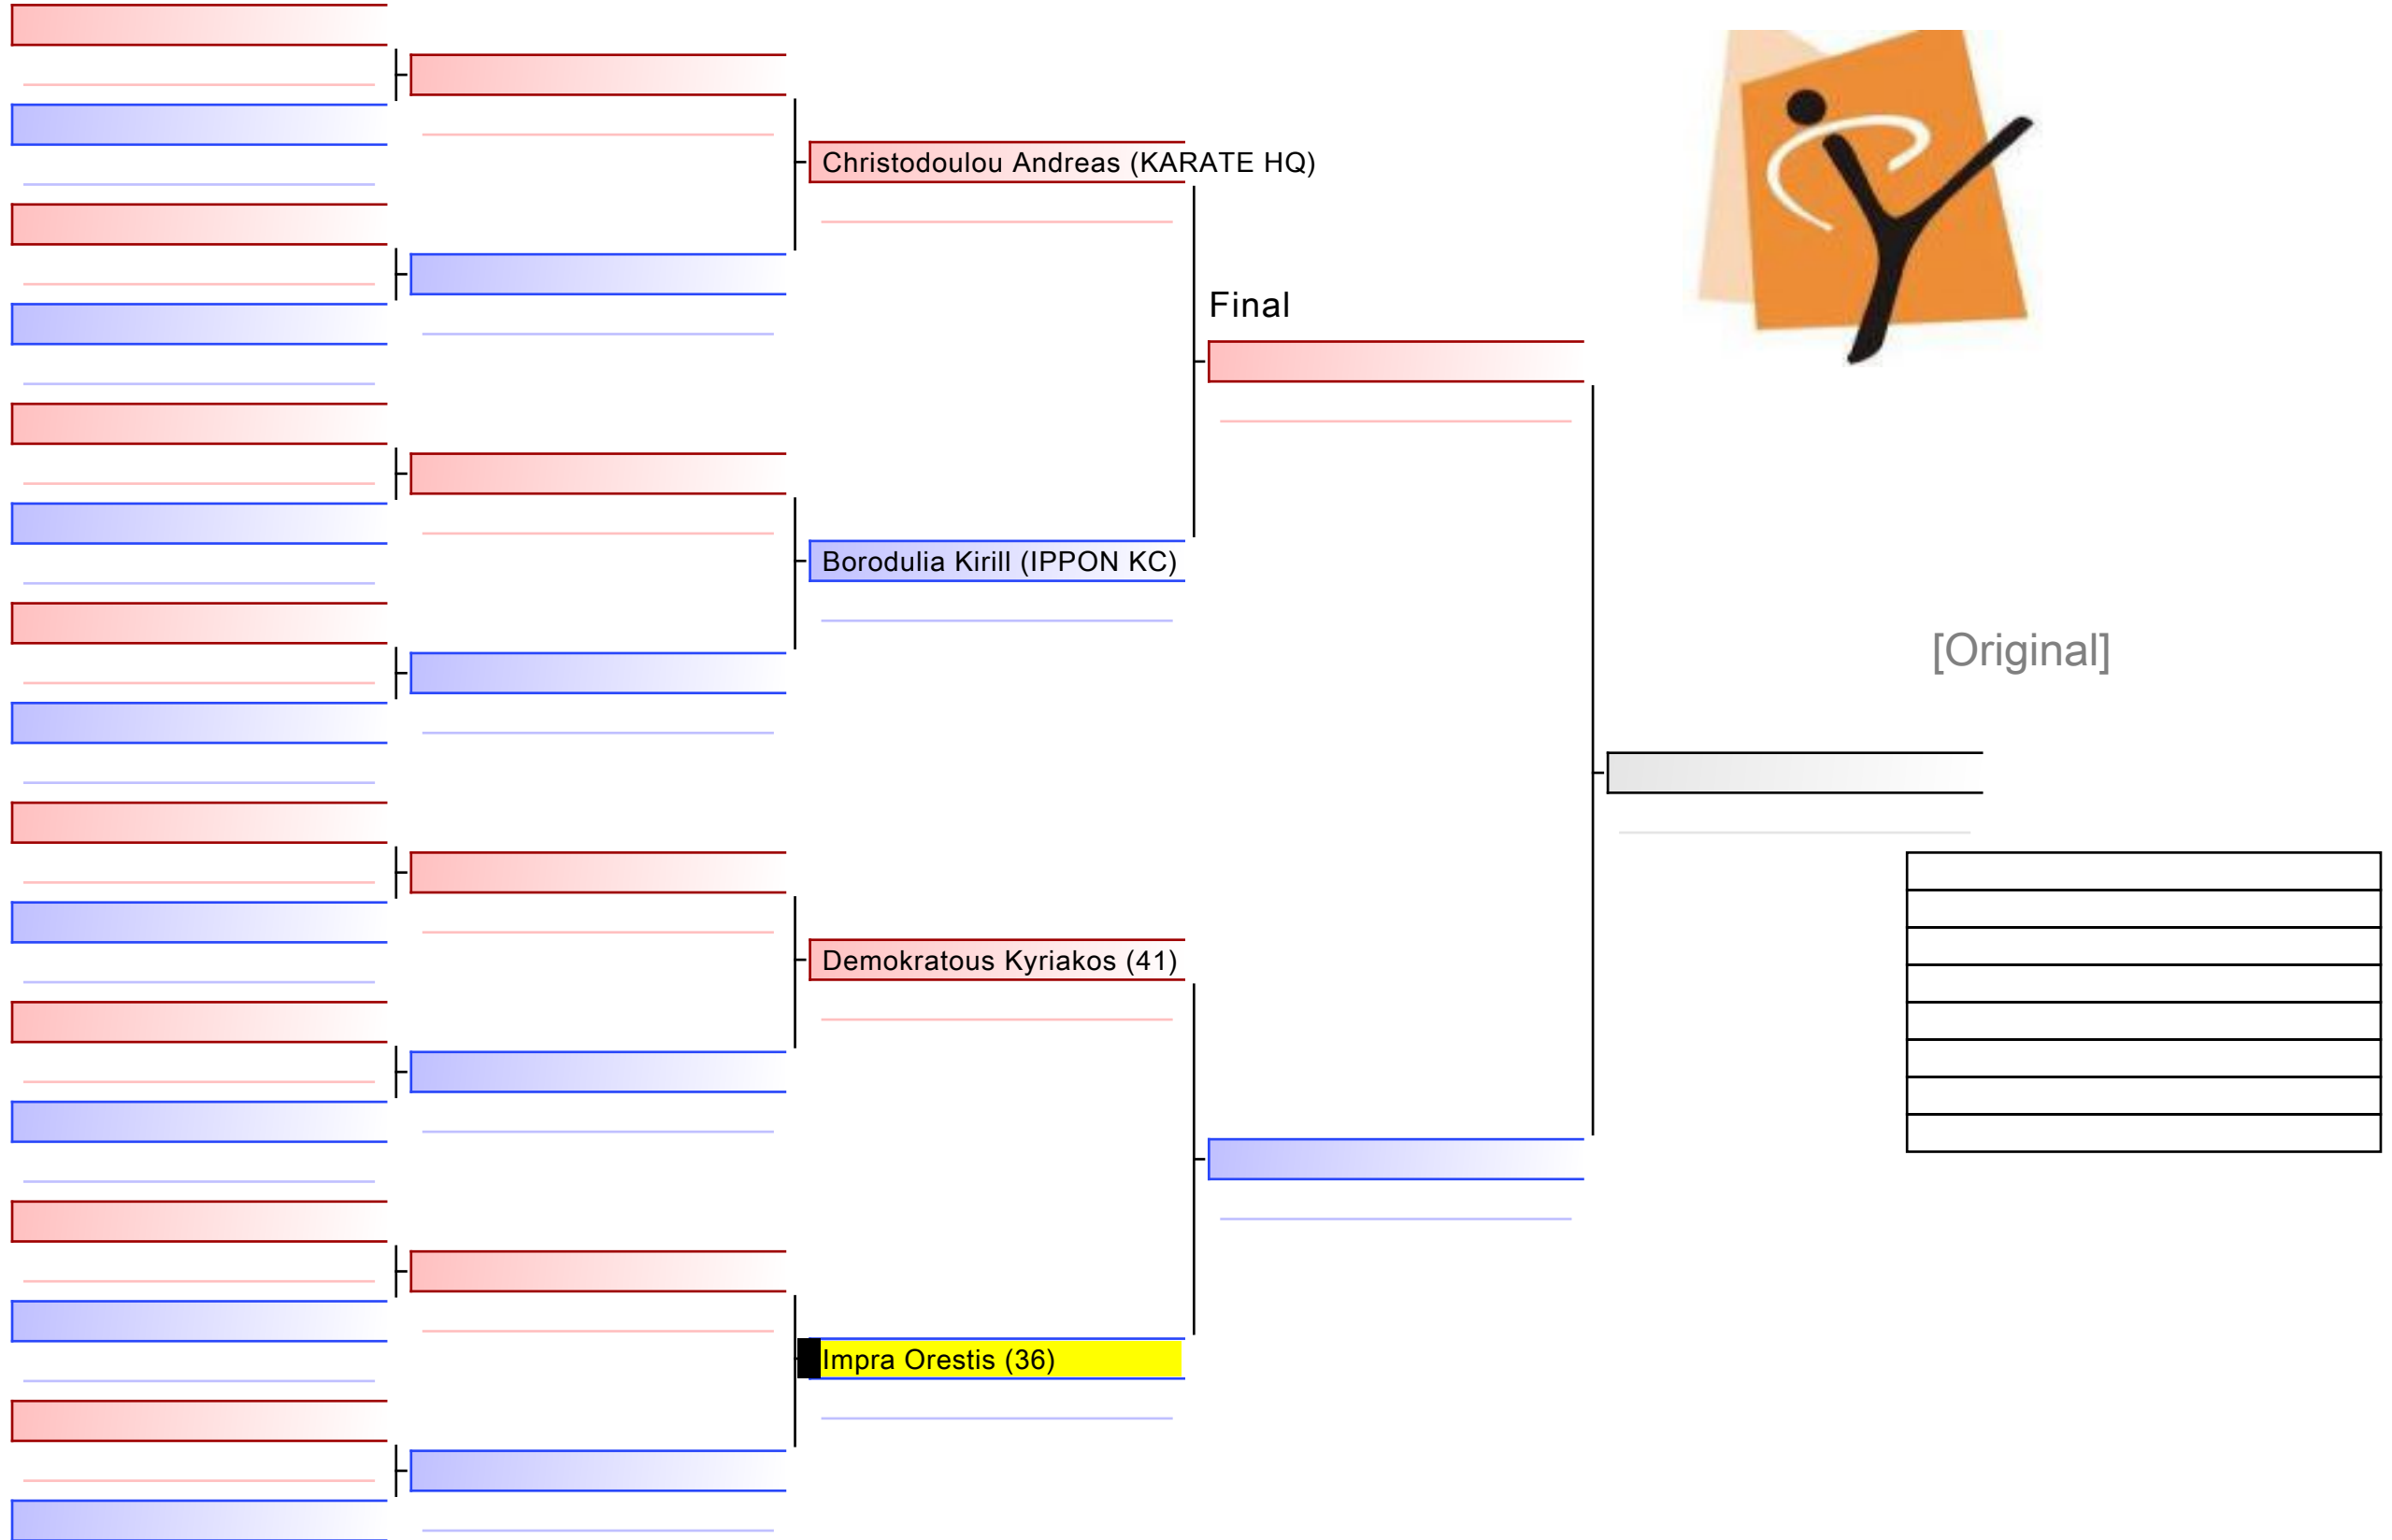 Christodoulou Andreas (KARATE HQ)
Final
Borodulia Kirill (IPPON KC)
[Original]
Demokratous Kyriakos (41)
Impra Orestis (36)